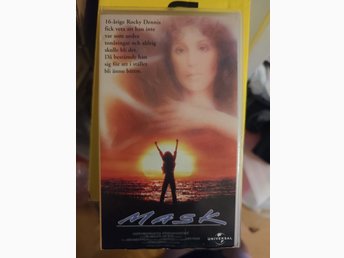 16-årige Rocky Dennis
fick veta att han inte
var som andra
tonåringar och aldrig
skulle bli det.
Då bestämde han
sig för att i stället
bli ännu bättre.
MASK
UNIVERSAL